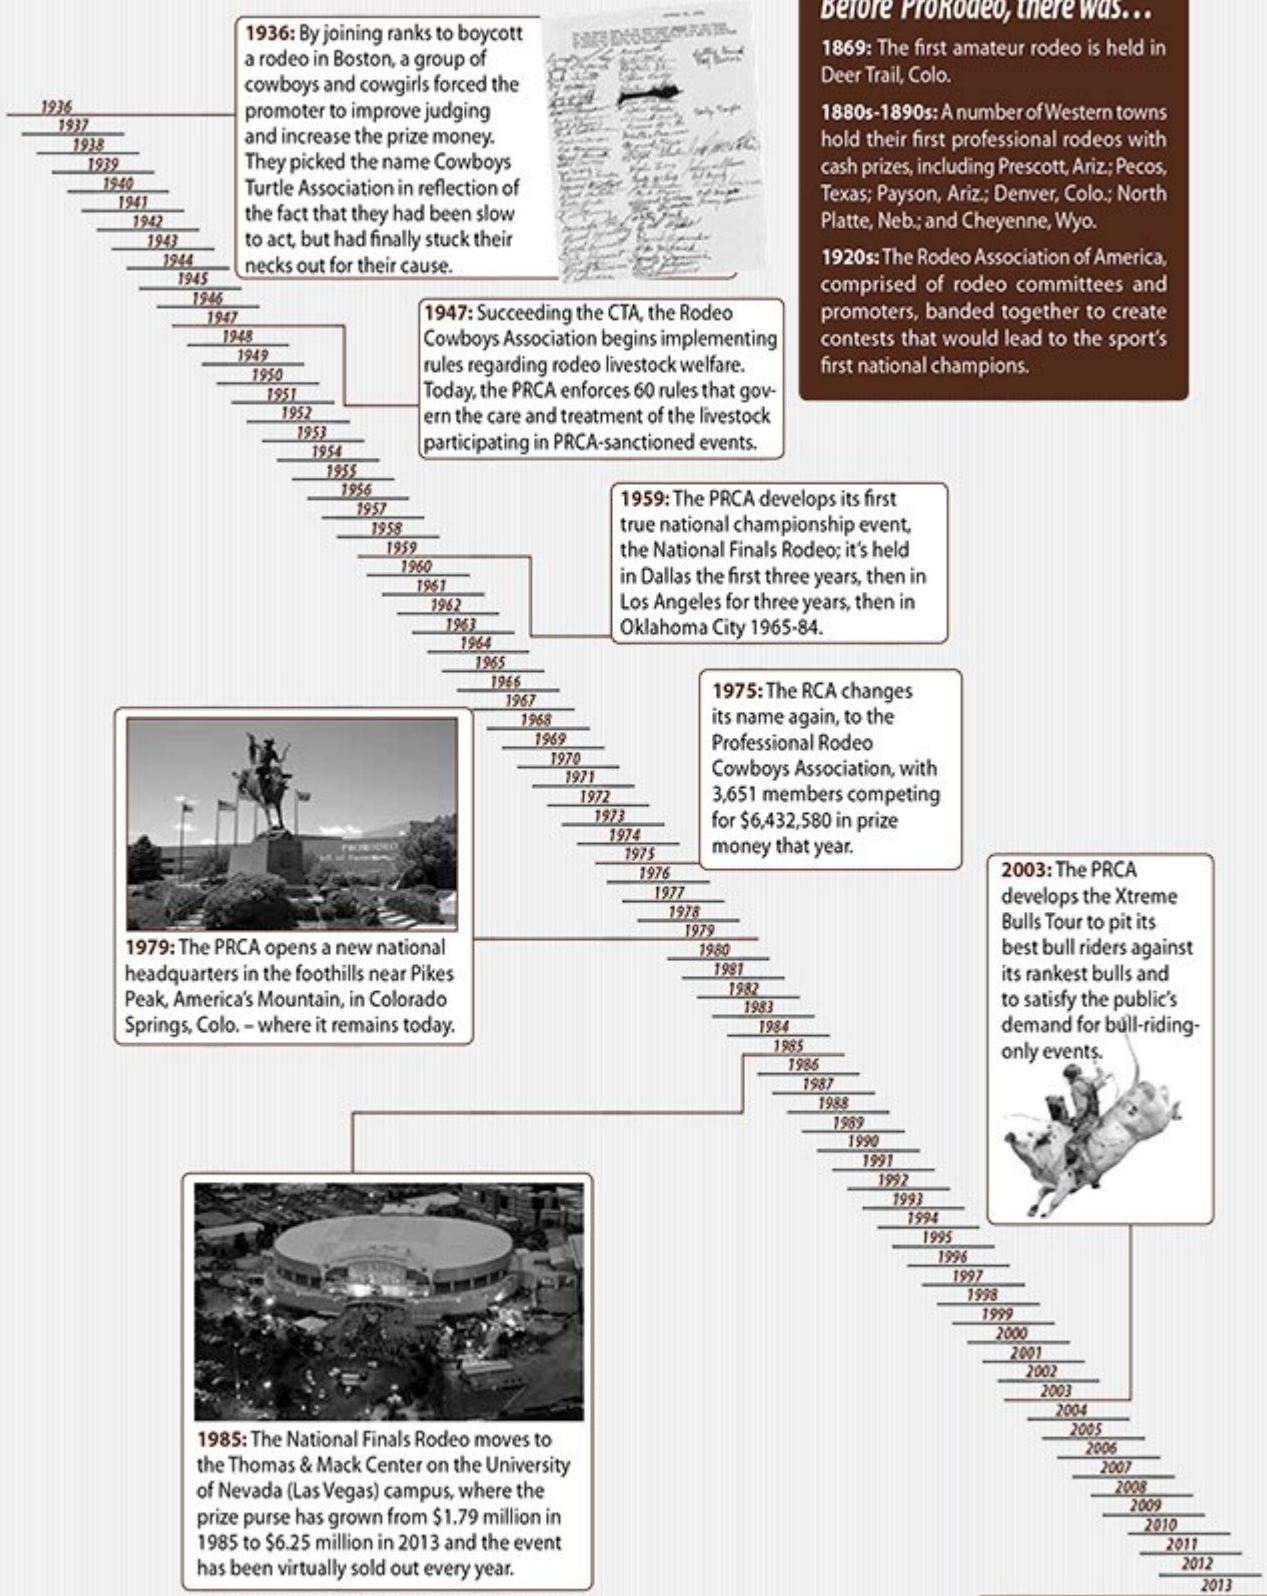 Before ProRodeo, there was...
1869: The first amateur rodeo is held in
Deer Trail, Colo.
1880s-1890s: A number of Western towns
hold their first professional rodeos with
cash prizes, including Prescott, Ariz.; Pecos,
Texas; Payson, Ariz.; Denver, Colo.; North
Platte, Neb.; and Cheyenne, Wyo.
1920s: The Rodeo Association of America,
comprised of rodeo committees and
promoters, banded together to create
contests that would lead to the sport's
first national champions.
1936: By joining ranks to boycott
a rodeo in Boston, a group of
cowboys and cowgirls forced the
promoter to improve judging
and increase the prize money.
They picked the name Cowboys
Turtle Association in reflection of
the fact that they had been slow
to act, but had finally stuck their
necks out for their cause.
1936
1937
1938
1939
1940
1941
1942
1943
1944
1945
1946
1947
1948
1949
1950
1951
1952
1953
1954
1955
1956
1957
1958
1959
1960
1961
1962
1963
1964
1965
1966
1967
1968
1969
1970
1971
1972
1973
1974
1975
1976
1977
1978
1979
1980
1981
1982
1983
1984
1985
1986
1987
1988
1989
1990
1991
1992
1993
1994
1995
1996
1997
1998
1999
2000
2001
2002
2003
2004
2005
2006
2007
2008
2009
2010
2011
2012
2013
1947: Succeeding the CTA, the Rodeo
Cowboys Association begins implementing
rules regarding rodeo livestock welfare.
Today, the PRCA enforces 60 rules that gov-
ern the care and treatment of the livestock
participating in PRCA-sanctioned events.
1959: The PRCA develops its first
true national championship event,
the National Finals Rodeo; it's held
in Dallas the first three years, then in
Los Angeles for three years, then in
Oklahoma City 1965-84.
1975: The RCA changes
its name again, to the
Professional Rodeo
Cowboys Association, with
3,651 members competing
for $6,432,580 in prize
money that year.
PRORODEO
1979: The PRCA opens a new national
headquarters in the foothills near Pikes
Peak, America's Mountain, in Colorado
Springs, Colo. – where it remains today.
2003: The PRCA
develops the Xtreme
Bulls Tour to pit its
best bull riders against
its rankest bulls and
to satisfy the public's
demand for bull-riding-
only events.
1985: The National Finals Rodeo moves to
the Thomas & Mack Center on the University
of Nevada (Las Vegas) campus, where the
prize purse has grown from $1.79 million in
1985 to $6.25 million in 2013 and the event
has been virtually sold out every year.